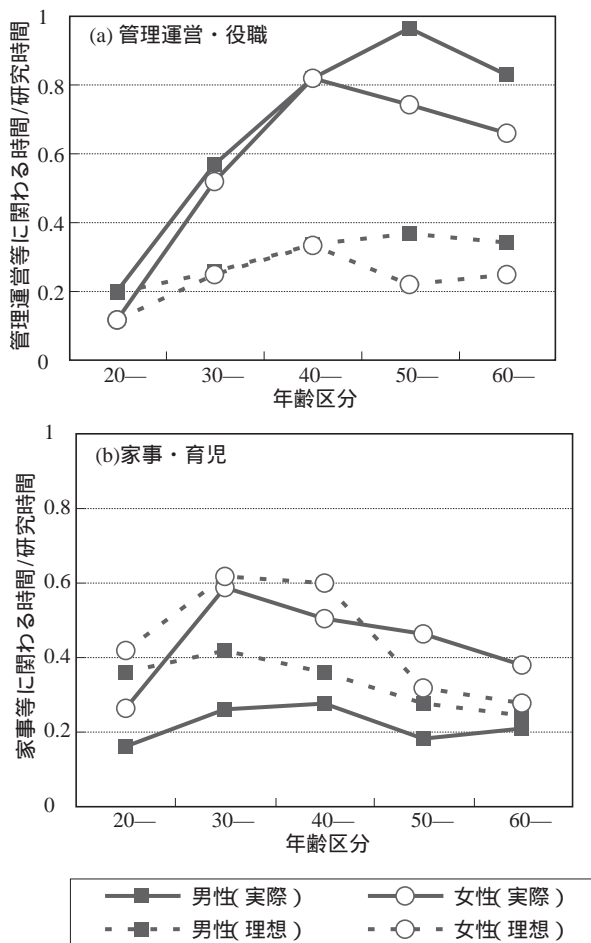 (a) 管理運営・役職
管理運営等に関わる時間/研究時間
1
0.8
0.6
0.4
0.2
0
20― 30― 40― 50― 60―
年齢区分
(b)家事・育児
家事等に関わる時間/研究時間
1
0.8
0.6
0.4
0.2
0
20― 30― 40― 50― 60―
年齢区分
男性( 実際 ) 女性( 実際 )
男性( 理想 ) 女性( 理想 )